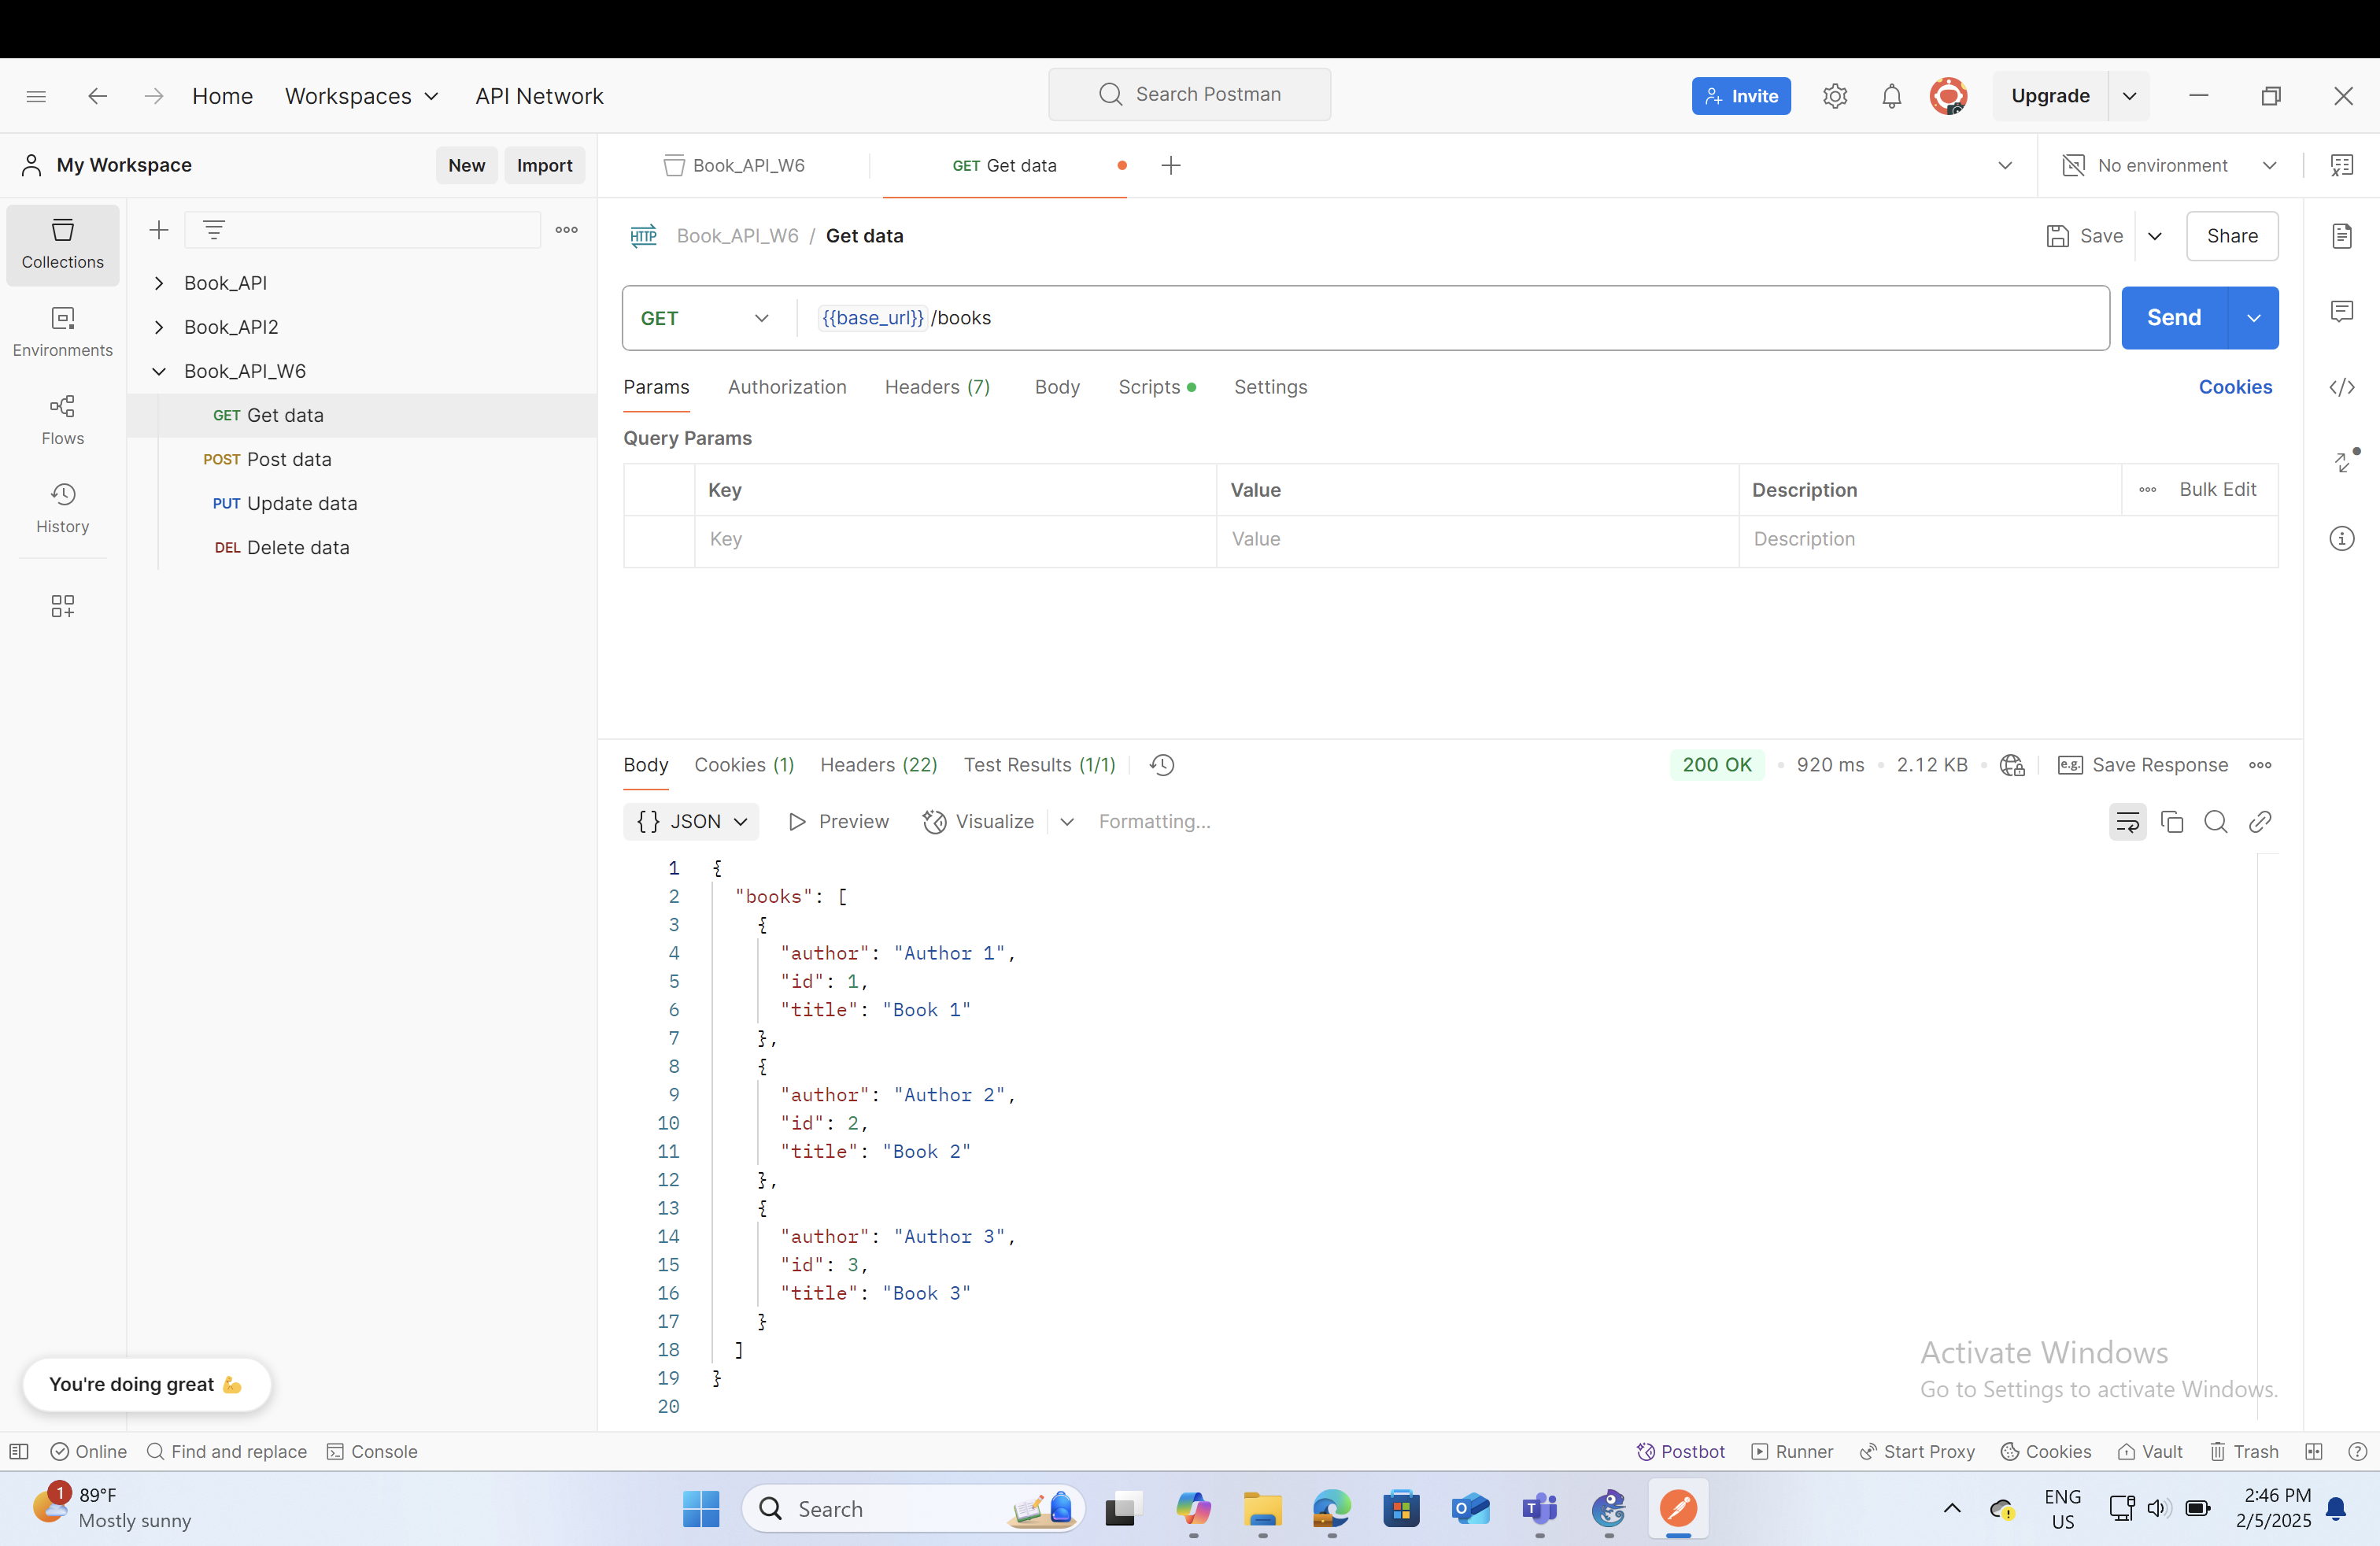 Home
Workspaces
API Network
Search Postman
Invite
Upgrade
My Workspace
New
Import
Book_API_W6
GET Get data
No environment
Collections
Environments
Flows
History
Book_API
Book_API2
Book_API_W6
GET Get data
POST Post data
PUT Update data
DEL Delete data
HTTP Book_API_W6 / Get data
Save
Share
GET
{{base_url}} /books
Send
Params
Authorization
Headers (7)
Body
Scripts
Settings
Cookies
Query Params
Key
Value
Description
Bulk Edit
Key
Value
Description
Body
Cookies (1)
Headers (22)
Test Results (1/1)
200 OK
920 ms
2.12 KB
e.g.
Save Response
{} JSON
Preview
Visualize
Formatting...
1 {
2 "books": [
3 {
4 "author": "Author 1",
5 "id": 1,
6 "title": "Book 1"
7 },
8 {
9 "author": "Author 2",
10 "id": 2,
11 "title": "Book 2"
12 },
13 {
14 "author": "Author 3",
15 "id": 3,
16 "title": "Book 3"
17 }
18 ]
19 }
20
Activate Windows
Go to Settings to activate Windows.
You're doing great 💪
Online
Find and replace
Console
Postbot
Runner
Start Proxy
Cookies
Vault
Trash
1
89°F
Mostly sunny
Search
ENG
US
2:46 PM
2/5/2025